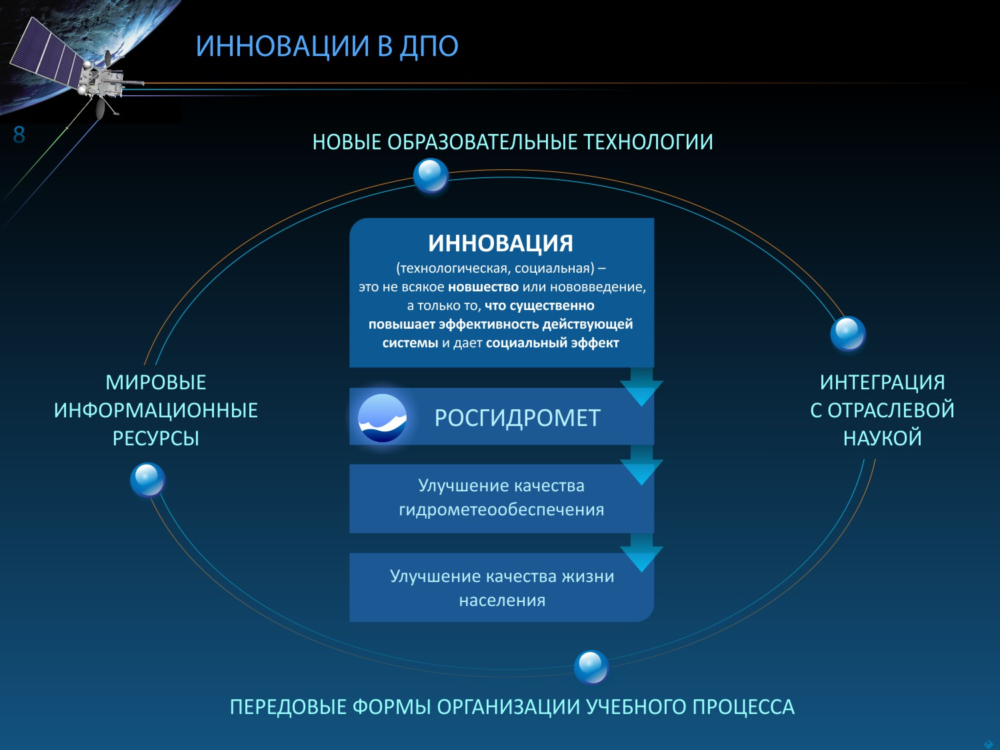 ИННОВАЦИИ В ДПО
8
НОВЫЕ ОБРАЗОВАТЕЛЬНЫЕ ТЕХНОЛОГИИ
ИННОВАЦИЯ
(технологическая, социальная) –
это не всякое новшество или нововведение,
а только то, что существенно
повышает эффективность действующей
системы и дает социальный эффект
МИРОВЫЕ
ИНФОРМАЦИОННЫЕ
РЕСУРСЫ
РОСГИДРОМЕТ
ИНТЕГРАЦИЯ
С ОТРАСЛЕВОЙ
НАУКОЙ
Улучшение качества
гидрометеообеспечения
Улучшение качества жизни
населения
ПЕРЕДОВЫЕ ФОРМЫ ОРГАНИЗАЦИИ УЧЕБНОГО ПРОЦЕССА